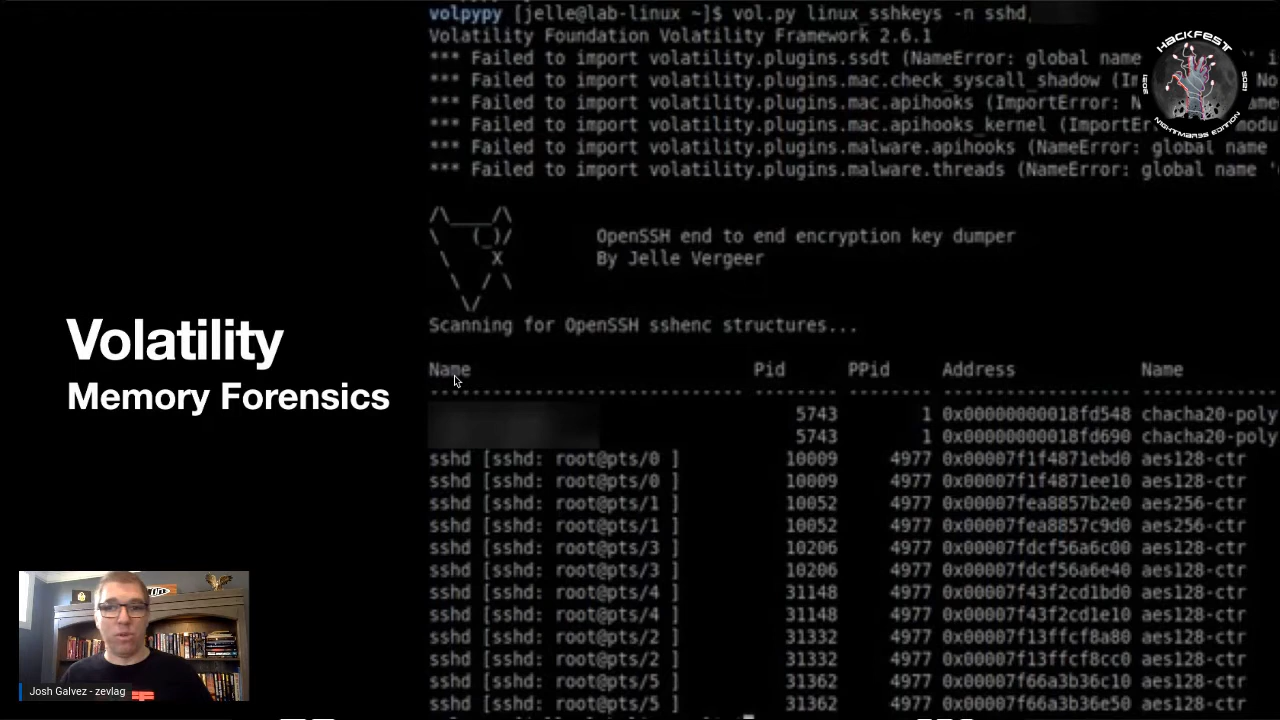 volpypy [jelle@lab-linux ~]$ vol.py linux_sshkeys -n sshd,
Volatility Foundation Volatility Framework 2.6.1
*** Failed to import volatility.plugins.ssdt (NameError: global name
*** Failed to import volatility.plugins.mac.check_syscall_shadow (Im No
*** Failed to import volatility.plugins.mac.apihooks (ImportError: N ame
*** Failed to import volatility.plugins.mac.apihooks_kernel (ImportEr modu
*** Failed to import volatility.plugins.malware.apihooks (NameError: global name
*** Failed to import volatility.plugins.malware.threads (NameError: global name '
HACKFEST
2021
2021
NIGHTMAR3S EDITION
/\____/\
\   (_)/
OpenSSH end to end encryption key dumper
\    X
By Jelle Vergeer
\  / \
\/
Scanning for OpenSSH sshenc structures...
Volatility
Memory Forensics
Name Pid PPid Address Name
5743 1 0x00000000018fd548 chacha20-poly
5743 1 0x00000000018fd690 chacha20-poly
sshd [sshd: root@pts/0 ] 10009 4977 0x00007f1f4871ebd0 aes128-ctr
sshd [sshd: root@pts/0 ] 10009 4977 0x00007f1f4871ee10 aes128-ctr
sshd [sshd: root@pts/1 ] 10052 4977 0x00007fea8857b2e0 aes256-ctr
sshd [sshd: root@pts/1 ] 10052 4977 0x00007fea8857c9d0 aes256-ctr
sshd [sshd: root@pts/3 ] 10206 4977 0x00007fdcf56a6c00 aes128-ctr
sshd [sshd: root@pts/3 ] 10206 4977 0x00007fdcf56a6e40 aes128-ctr
sshd [sshd: root@pts/4 ] 31148 4977 0x00007f43f2cd1bd0 aes128-ctr
sshd [sshd: root@pts/4 ] 31148 4977 0x00007f43f2cd1e10 aes128-ctr
sshd [sshd: root@pts/2 ] 31332 4977 0x00007f13ffcf8a80 aes128-ctr
sshd [sshd: root@pts/2 ] 31332 4977 0x00007f13ffcf8cc0 aes128-ctr
sshd [sshd: root@pts/5 ] 31362 4977 0x00007f66a3b36c10 aes128-ctr
sshd [sshd: root@pts/5 ] 31362 4977 0x00007f66a3b36e50 aes128-ctr
Josh Galvez - zevlag